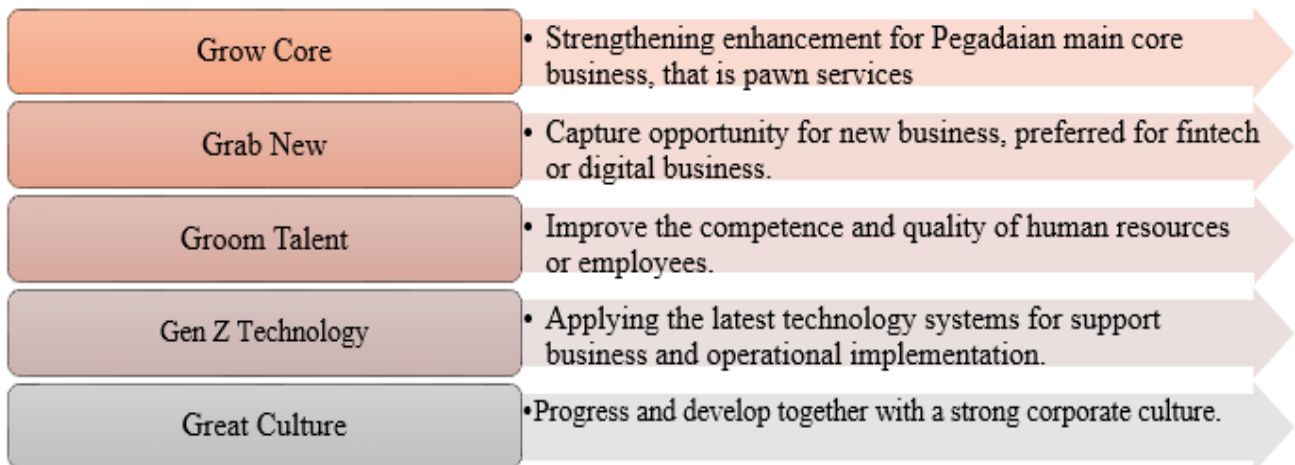 Grow Core
• Strengthening enhancement for Pegadaian main core
business, that is pawn services
Grab New
• Capture opportunity for new business, preferred for fintech
or digital business.
Groom Talent
• Improve the competence and quality of human resources
or employees.
Gen Z Technology
• Applying the latest technology systems for support
business and operational implementation.
Great Culture
•Progress and develop together with a strong corporate culture.